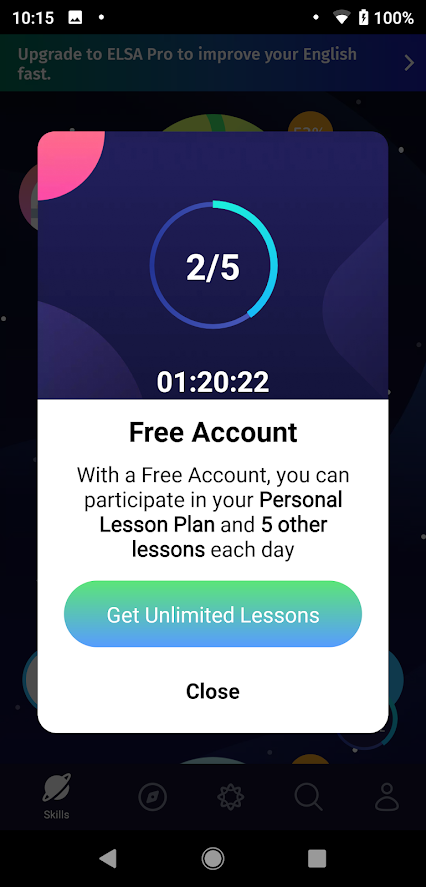 10:15
100%
Upgrade to ELSA Pro to improve your English
fast.
2/5
01:20:22
Free Account
With a Free Account, you can
participate in your Personal
Lesson Plan and 5 other
lessons each day
Get Unlimited Lessons
Close
Skills